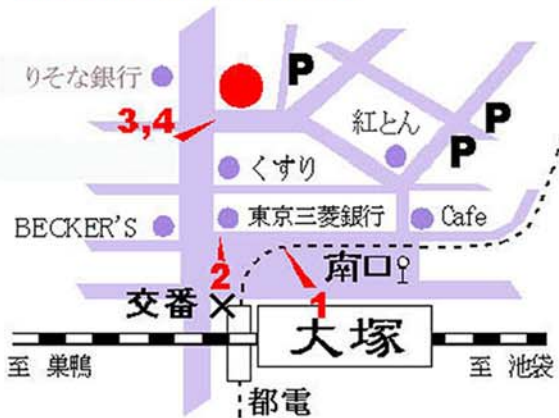 りそな銀行
P
3,4
紅とん
P
P
くすり
BECKER'S
東京三菱銀行
Cafe
2
南口
1
交番
大塚
至 巣鴨
至 池袋
都電